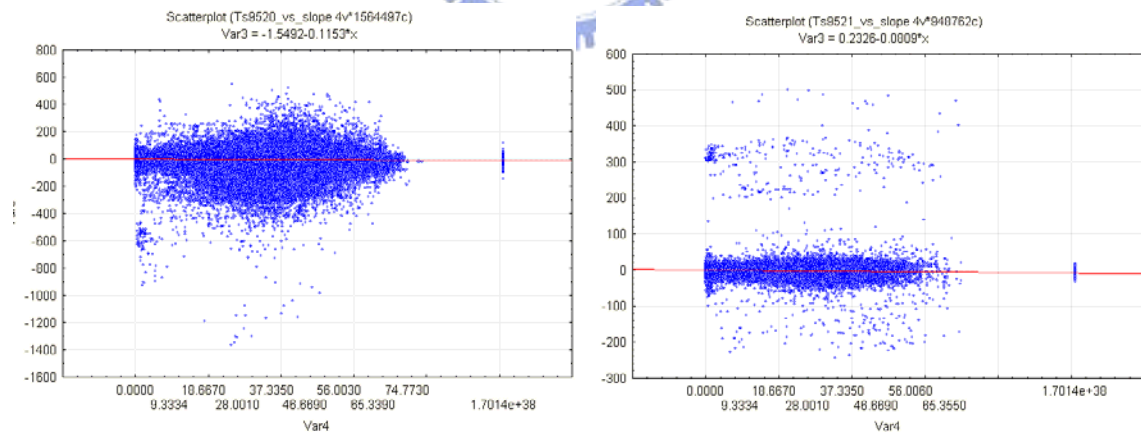 Scatterplot (Ts9520_vs_slope 4v*1564497c)
Var3 = -1.5492-0.1153*x
800
600
400
200
0
-200
-400
-600
-800
-1000
-1200
-1400
-1600
0.0000 18.6670 37.3350 56.0030 74.7730
9.3334 28.0010 46.6690 65.3390 1.7014e+38
Var4
Scatterplot (Ts9521_vs_slope 4v*948762c)
Var3 = 0.2326-0.0809*x
600
500
400
300
200
100
0
-100
-200
-300
0.0000 18.6670 37.3350 56.0060 1.7014e+38
9.3334 28.0010 46.6690 65.3550
Var4